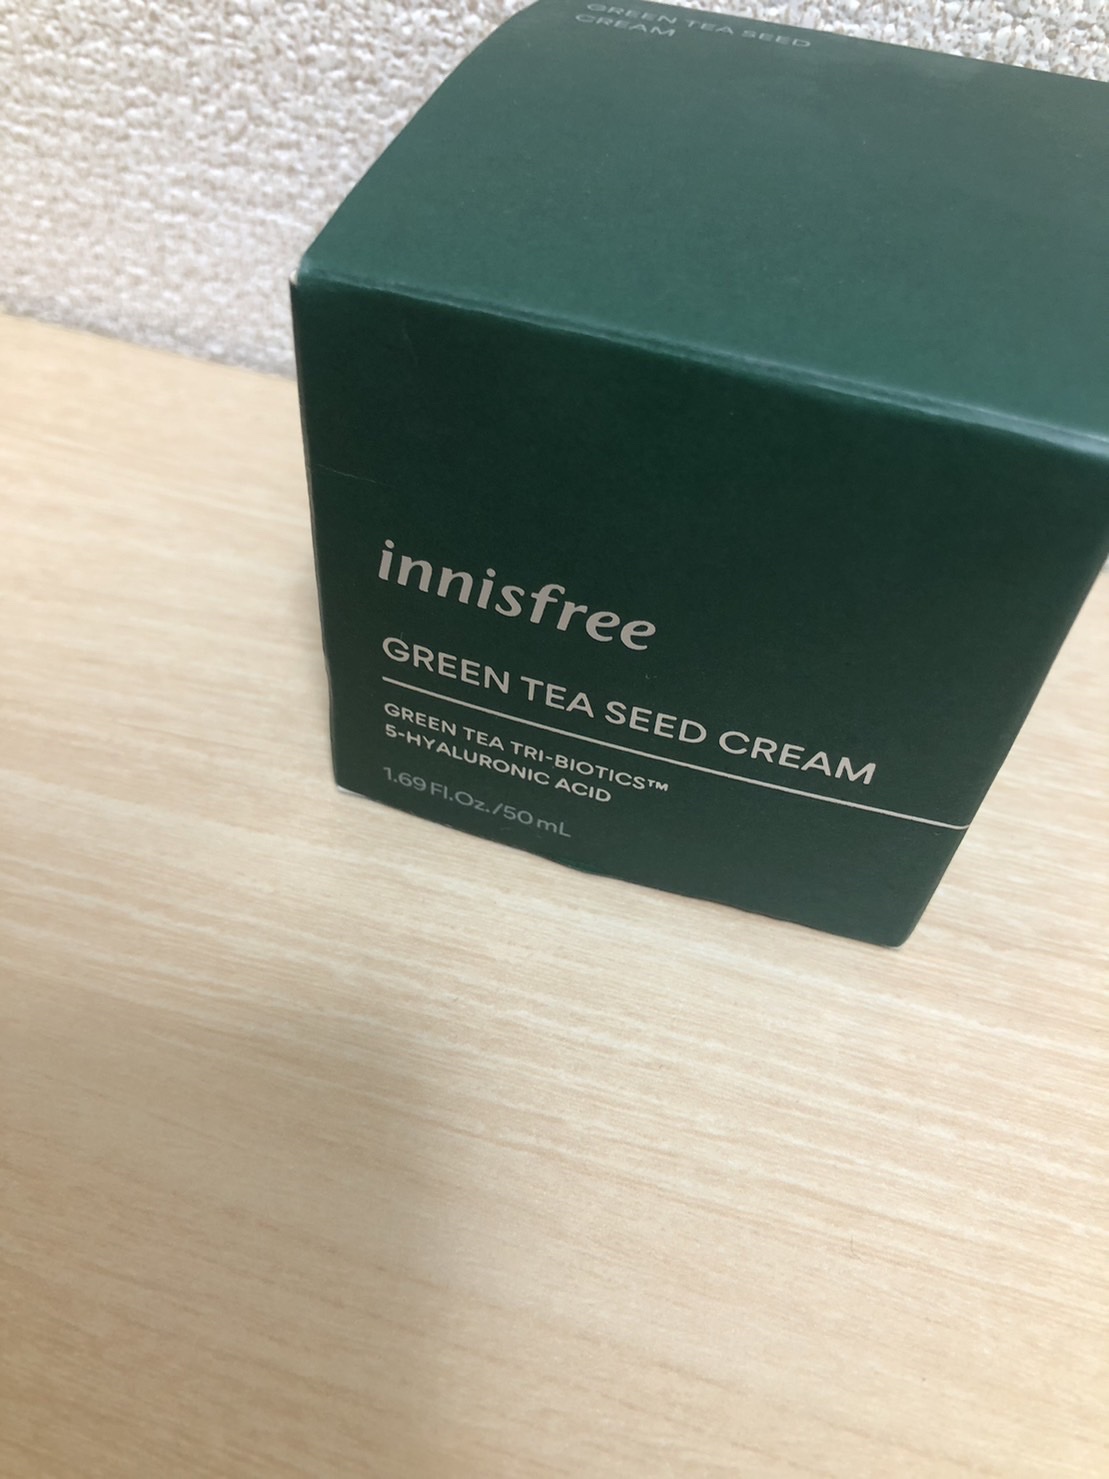 GREEN TEA SEED
CREAM
innisfree
GREEN TEA SEED CREAM
GREEN TEA TRI-BIOTICS™
5-HYALURONIC ACID
1.69 Fl.Oz./50 mL